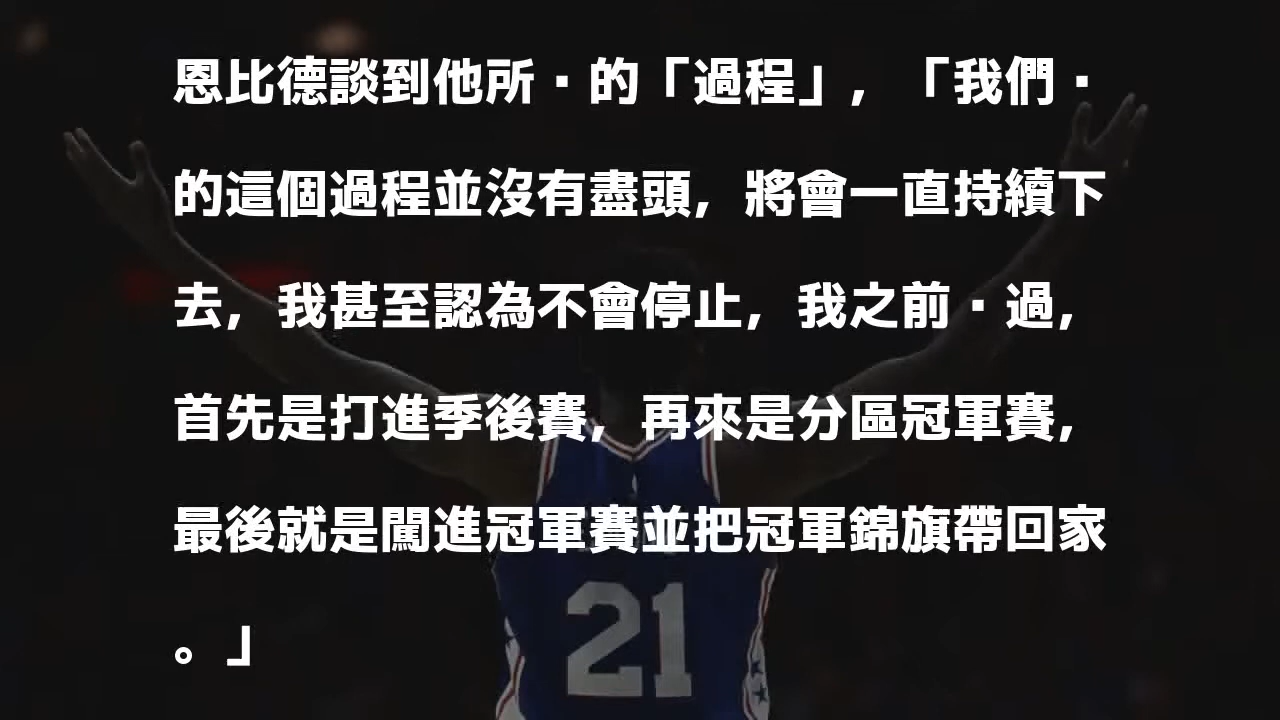 恩比德談到他所▪的「過程」，「我們▪
的這個過程並沒有盡頭，將會一直持續下
去，我甚至認為不會停止，我之前▪過，
首先是打進季後賽，再來是分區冠軍賽，
最後就是闖進冠軍賽並把冠軍錦旗帶回家
。」
21